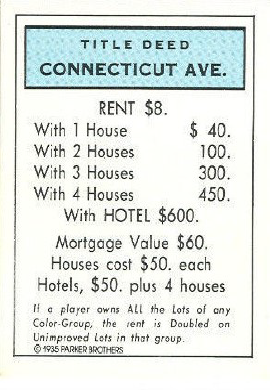 TITLE DEED
CONNECTICUT AVE.
RENT $8.
With 1 House $ 40.
With 2 Houses 100.
With 3 Houses 300.
With 4 Houses 450.
With HOTEL $600.
Mortgage Value $60.
Houses cost $50. each
Hotels, $50. plus 4 houses
If a player owns ALL the Lots of any
Color-Group, the rent is Doubled on
Unimproved Lots in that group.
© 1935 PARKER BROTHERS